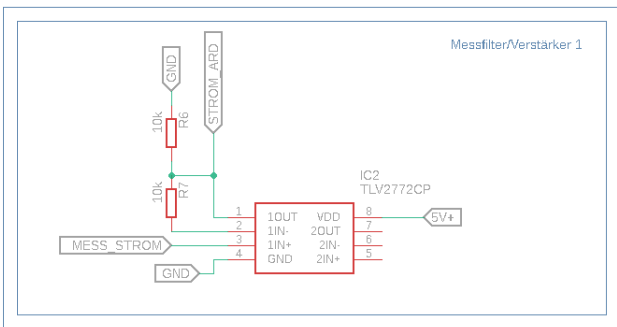 Messfilter/Verstärker 1
GND
STROM_ARD
10k
R6
10k
R7
IC2
TLV2772CP
1
1OUT
VDD
8
5V+
2
1IN-
2OUT
7
MESS_STROM
3
1IN+
2IN-
6
GND
4
GND
2IN+
5